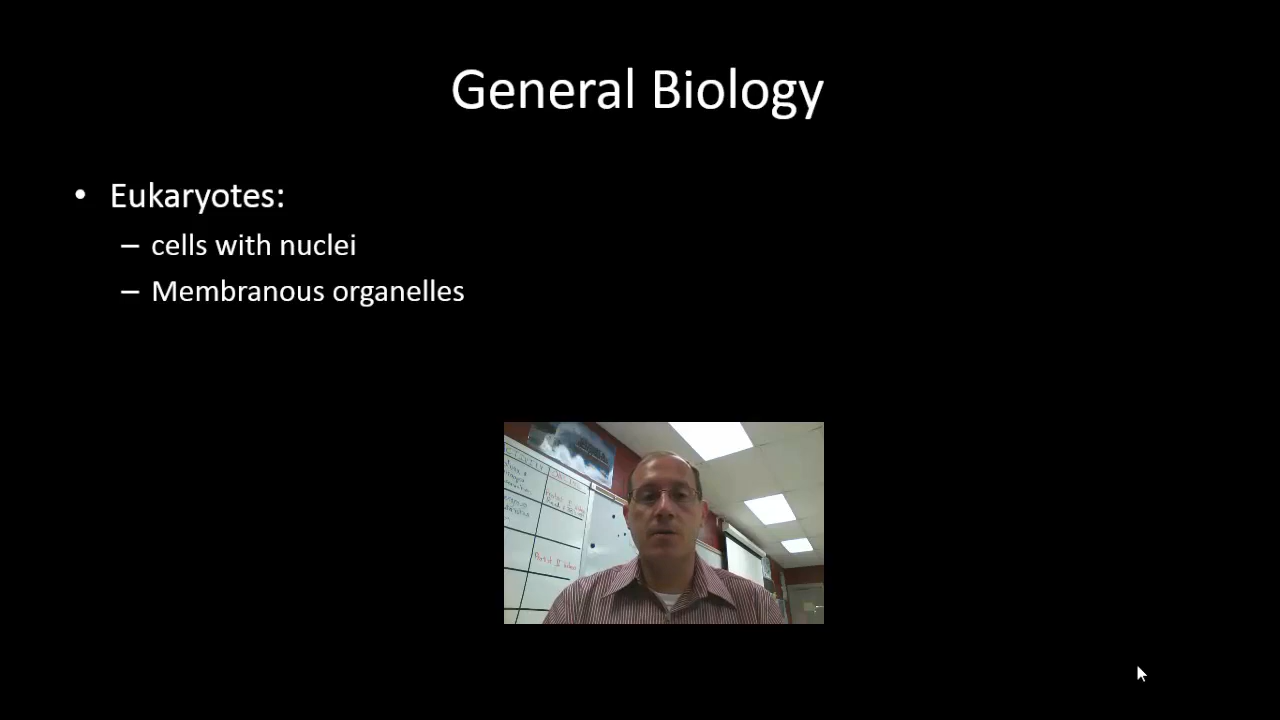 General Biology
• Eukaryotes:
– cells with nuclei
– Membranous organelles